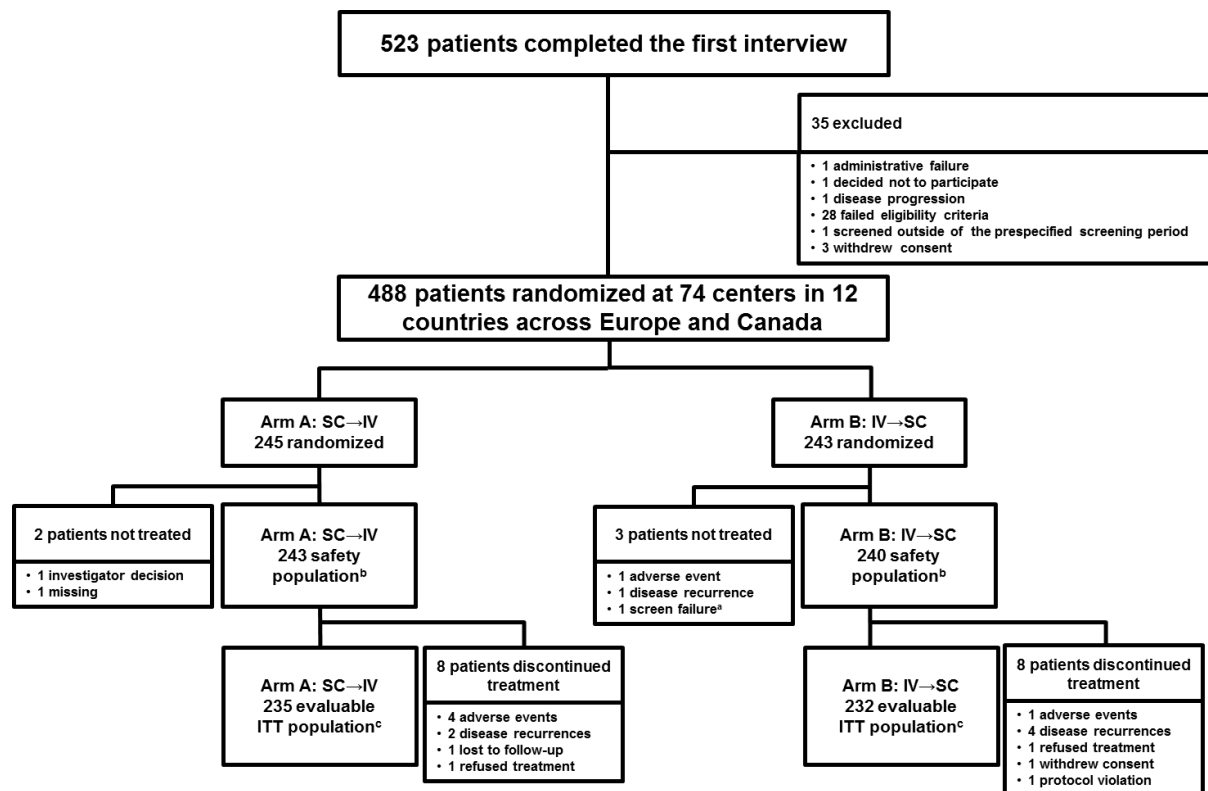 523 patients completed the first interview
35 excluded
• 1 administrative failure
• 1 decided not to participate
• 1 disease progression
• 28 failed eligibility criteria
• 1 screened outside of the prespecified screening period
• 3 withdrew consent
488 patients randomized at 74 centers in 12
countries across Europe and Canada
Arm A: SC→IV
245 randomized
Arm B: IV→SC
243 randomized
2 patients not treated
• 1 investigator decision
• 1 missing
Arm A: SC→IV
243 safety
populationᵇ
3 patients not treated
• 1 adverse event
• 1 disease recurrence
• 1 screen failureᵃ
Arm B: IV→SC
240 safety
populationᵇ
Arm A: SC→IV
235 evaluable
ITT populationᶜ
8 patients discontinued
treatment
• 4 adverse events
• 2 disease recurrences
• 1 lost to follow-up
• 1 refused treatment
Arm B: IV→SC
232 evaluable
ITT populationᶜ
8 patients discontinued
treatment
• 1 adverse events
• 4 disease recurrences
• 1 refused treatment
• 1 withdrew consent
• 1 protocol violation